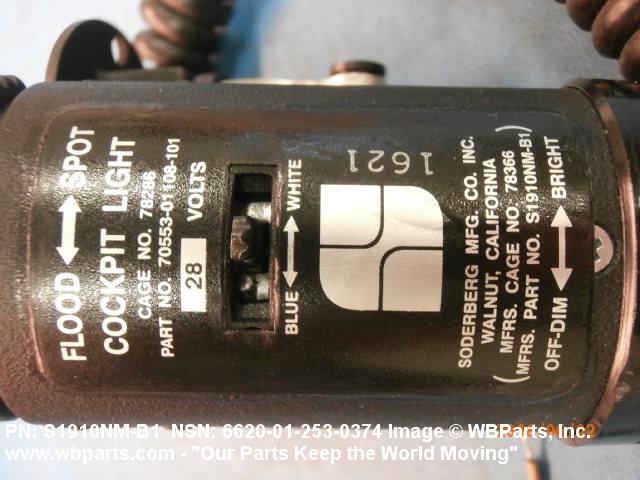 FLOOD ↔ SPOT
COCKPIT LIGHT
CAGE NO. 78286
PART NO. 70553-01108-101
28 VOLTS
BLUE ↔ WHITE
1621
SODERBERG MFG. CO. INC.
WALNUT, CALIFORNIA
(MFRS. CAGE NO. 78366
MFRS. PART NO. S1910NM-B1)
OFF-DIM ↔ BRIGHT
PN: S1910NM-B1 NSN: 6620-01-253-0374 Image © WBParts, Inc.
www.wbparts.com - "Our Parts Keep the World Moving"